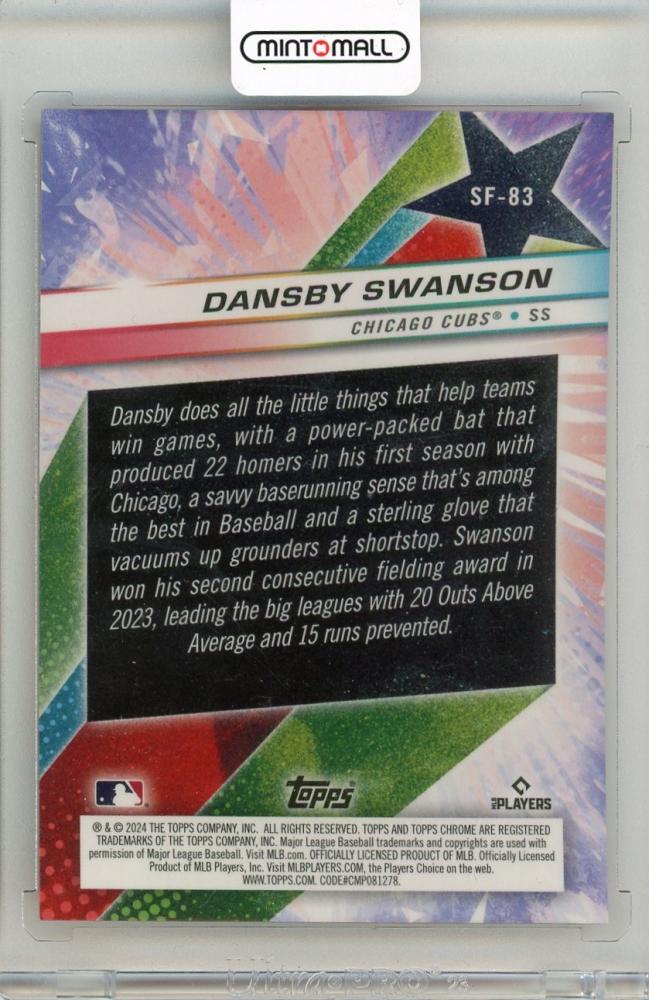 MINTOMALL
SF-83
DANSBY SWANSON
CHICAGO CUBS® • SS
Dansby does all the little things that help teams
win games, with a power-packed bat that
produced 22 homers in his first season with
Chicago, a savvy baserunning sense that's among
the best in Baseball and a sterling glove that
vacuums up grounders at shortstop. Swanson
won his second consecutive fielding award in
2023, leading the big leagues with 20 Outs Above
Average and 15 runs prevented.
topps
MLB PLAYERS
® & © 2024 THE TOPPS COMPANY, INC. ALL RIGHTS RESERVED. TOPPS AND TOPPS CHROME ARE REGISTERED
TRADEMARKS OF THE TOPPS COMPANY, INC. Major League Baseball trademarks and copyrights are used with
permission of Major League Baseball. Visit MLB.com. OFFICIALLY LICENSED PRODUCT OF MLB. Officially Licensed
Product of MLB Players, Inc. Visit MLBPLAYERS.COM, the Players Choice on the web.
WWW.TOPPS.COM. CODE#CMP081278.
Ultra·PRO®